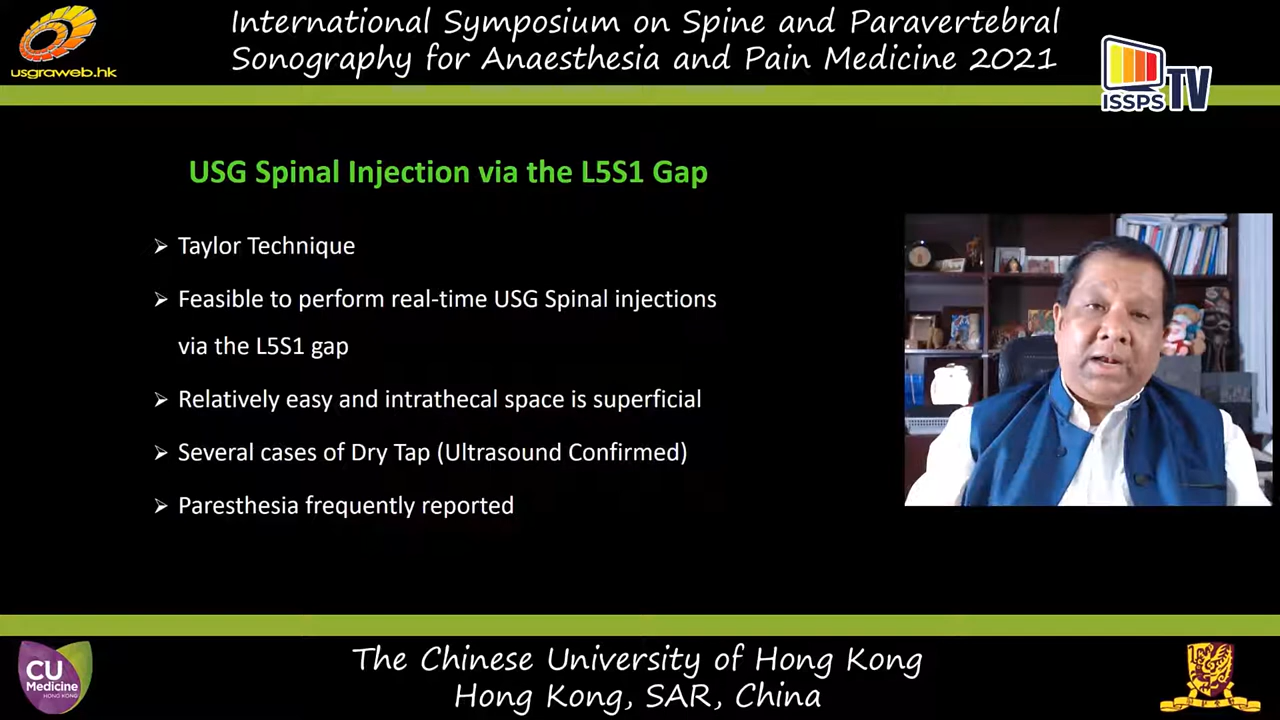 International Symposium on Spine and Paravertebral
Sonography for Anaesthesia and Pain Medicine 2021
usgraweb.hk
ISSPS TV
USG Spinal Injection via the L5S1 Gap
➢ Taylor Technique
➢ Feasible to perform real-time USG Spinal injections
via the L5S1 gap
➢ Relatively easy and intrathecal space is superficial
➢ Several cases of Dry Tap (Ultrasound Confirmed)
➢ Paresthesia frequently reported
CU
Medicine
HONG KONG
The Chinese University of Hong Kong
Hong Kong, SAR, China